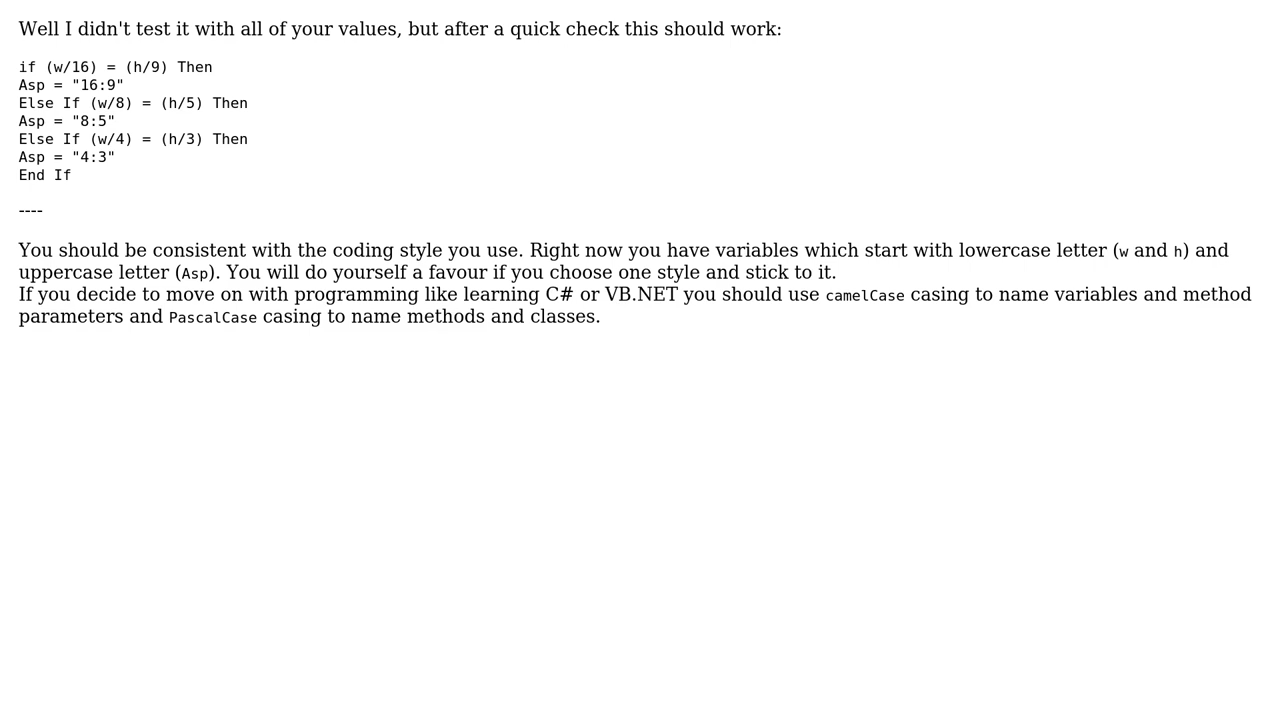 Well I didn't test it with all of your values, but after a quick check this should work:
if (w/16) = (h/9) Then
Asp = "16:9"
Else If (w/8) = (h/5) Then
Asp = "8:5"
Else If (w/4) = (h/3) Then
Asp = "4:3"
End If
----
You should be consistent with the coding style you use. Right now you have variables which start with lowercase letter (w and h) and
uppercase letter (Asp). You will do yourself a favour if you choose one style and stick to it.
If you decide to move on with programming like learning C# or VB.NET you should use camelCase casing to name variables and method
parameters and PascalCase casing to name methods and classes.